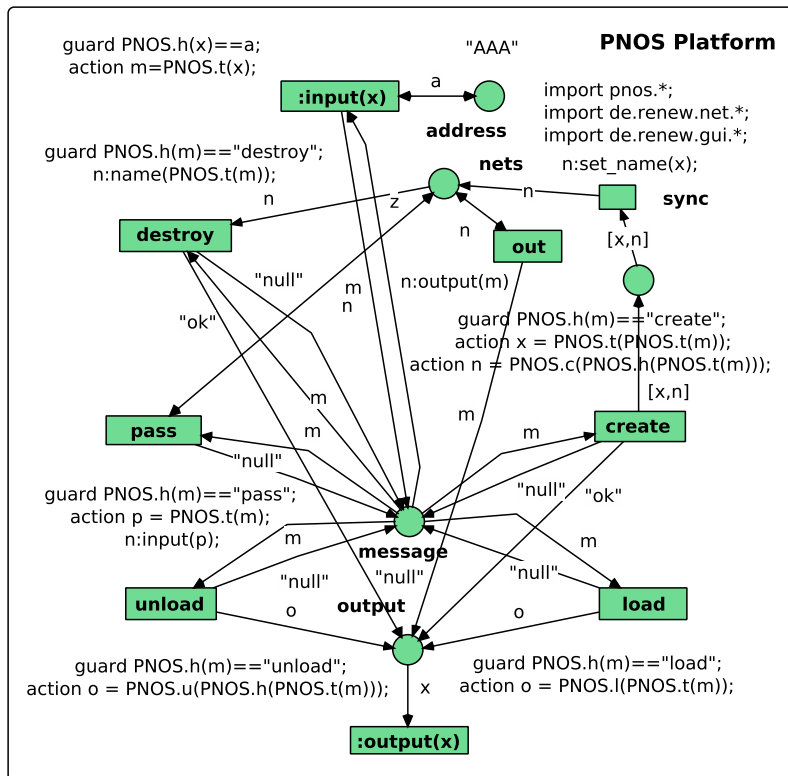 guard PNOS.h(x)==a;
action m=PNOS.t(x);
"AAA"
PNOS Platform
:input(x)
a
address
import pnos.*;
import de.renew.net.*;
import de.renew.gui.*;
guard PNOS.h(m)=="destroy";
n:name(PNOS.t(m));
nets
n:set_name(x);
n
z
n
sync
destroy
n
out
[x,n]
"null"
m
n
n:output(m)
"ok"
guard PNOS.h(m)=="create";
action x = PNOS.t(PNOS.t(m));
action n = PNOS.c(PNOS.h(PNOS.t(m)));
[x,n]
m
m
m
m
pass
create
"null"
"null"
"ok"
guard PNOS.h(m)=="pass";
action p = PNOS.t(m);
n:input(p);
m
m
message
"null"
"null"
"null"
unload
o
output
o
load
guard PNOS.h(m)=="unload";
action o = PNOS.u(PNOS.h(PNOS.t(m)));
guard PNOS.h(m)=="load";
action o = PNOS.l(PNOS.t(m));
x
:output(x)